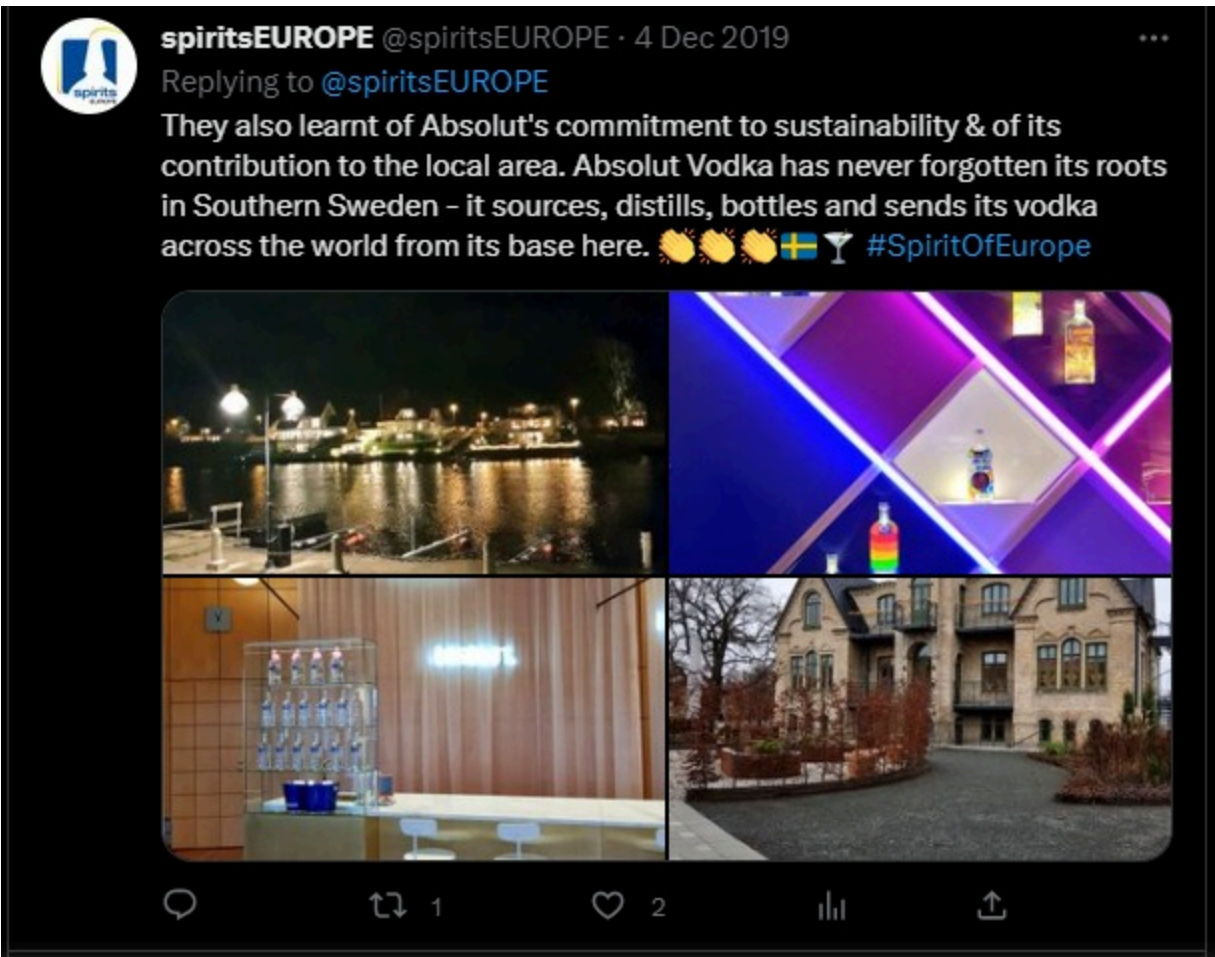 spiritsEUROPE @spiritsEUROPE · 4 Dec 2019
Replying to @spiritsEUROPE
They also learnt of Absolut's commitment to sustainability & of its
contribution to the local area. Absolut Vodka has never forgotten its roots
in Southern Sweden – it sources, distills, bottles and sends its vodka
across the world from its base here. 👏👏👏🇸🇪🍸 #SpiritOfEurope
spirits
EUROPE
V
1
2